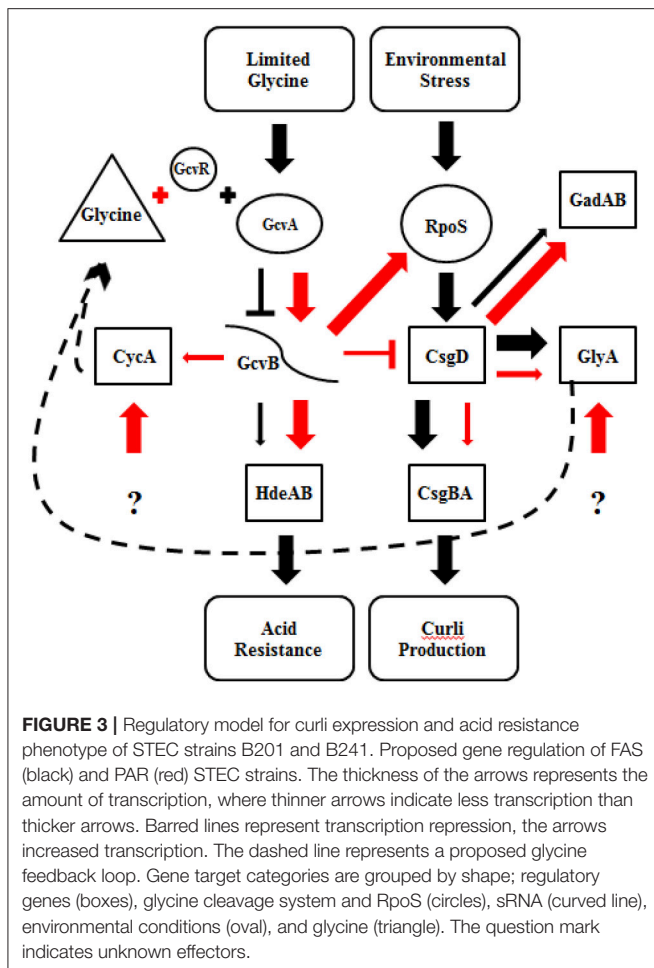 Limited
Glycine
Environmental
Stress
GcvR
+
+
Glycine
GcvA
RpoS
GadAB
CycA
GcvB
CsgD
GlyA
?
HdeAB
CsgBA
?
Acid
Resistance
Curli
Production
FIGURE 3 | Regulatory model for curli expression and acid resistance
phenotype of STEC strains B201 and B241. Proposed gene regulation of FAS
(black) and PAR (red) STEC strains. The thickness of the arrows represents the
amount of transcription, where thinner arrows indicate less transcription than
thicker arrows. Barred lines represent transcription repression, the arrows
increased transcription. The dashed line represents a proposed glycine
feedback loop. Gene target categories are grouped by shape; regulatory
genes (boxes), glycine cleavage system and RpoS (circles), sRNA (curved line),
environmental conditions (oval), and glycine (triangle). The question mark
indicates unknown effectors.